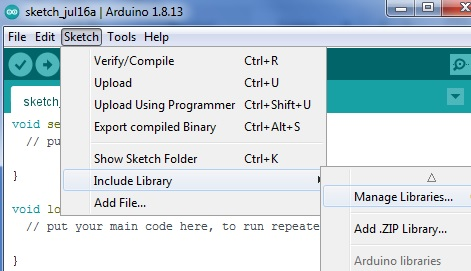 sketch_jul16a | Arduino 1.8.13
File Edit Sketch Tools Help
Verify/Compile Ctrl+R
Upload Ctrl+U
Upload Using Programmer Ctrl+Shift+U
Export compiled Binary Ctrl+Alt+S
Show Sketch Folder Ctrl+K
Include Library
Add File...
Manage Libraries...
Add .ZIP Library...
Arduino libraries
sketch_
void se
// pu
}
void lo
// put your main code here, to run repeate
}